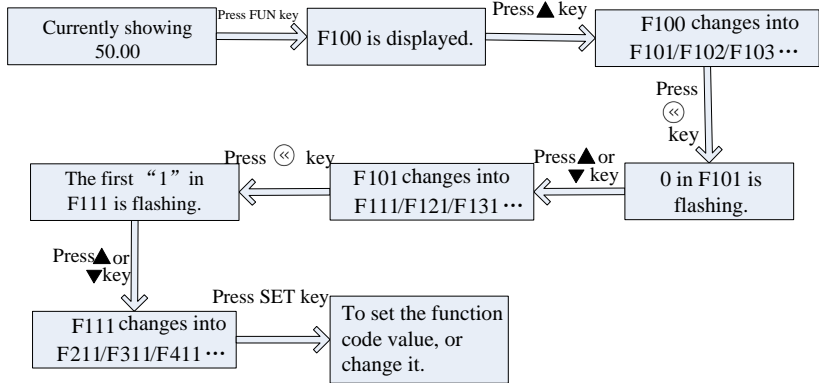 Currently showing
50.00
Press FUN key
F100 is displayed.
Press ▲ key
F100 changes into
F101/F102/F103 ⋯
Press
«
key
0 in F101 is
flashing.
Press ▲ or
▼ key
F101 changes into
F111/F121/F131 ⋯
Press « key
The first “1” in
F111 is flashing.
Press▲ or
▼key
F111 changes into
F211/F311/F411 ⋯
Press SET key
To set the function
code value, or
change it.